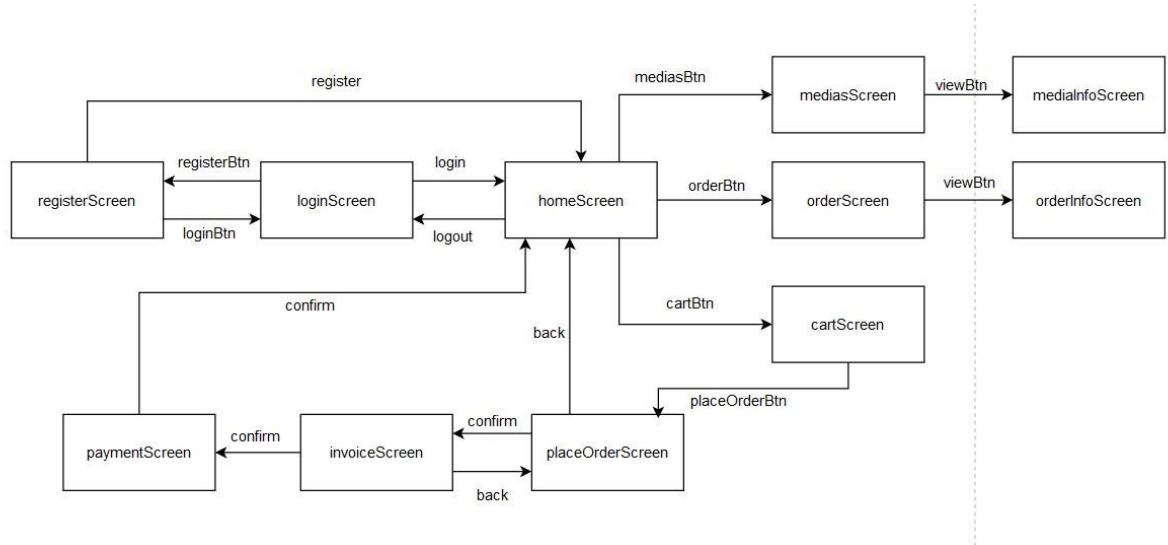 register
mediasBtn
mediasScreen
viewBtn
mediaInfoScreen
registerScreen
registerBtn
loginBtn
loginScreen
login
logout
homeScreen
orderBtn
orderScreen
viewBtn
orderInfoScreen
confirm
back
cartBtn
cartScreen
placeOrderBtn
paymentScreen
confirm
invoiceScreen
confirm
back
placeOrderScreen